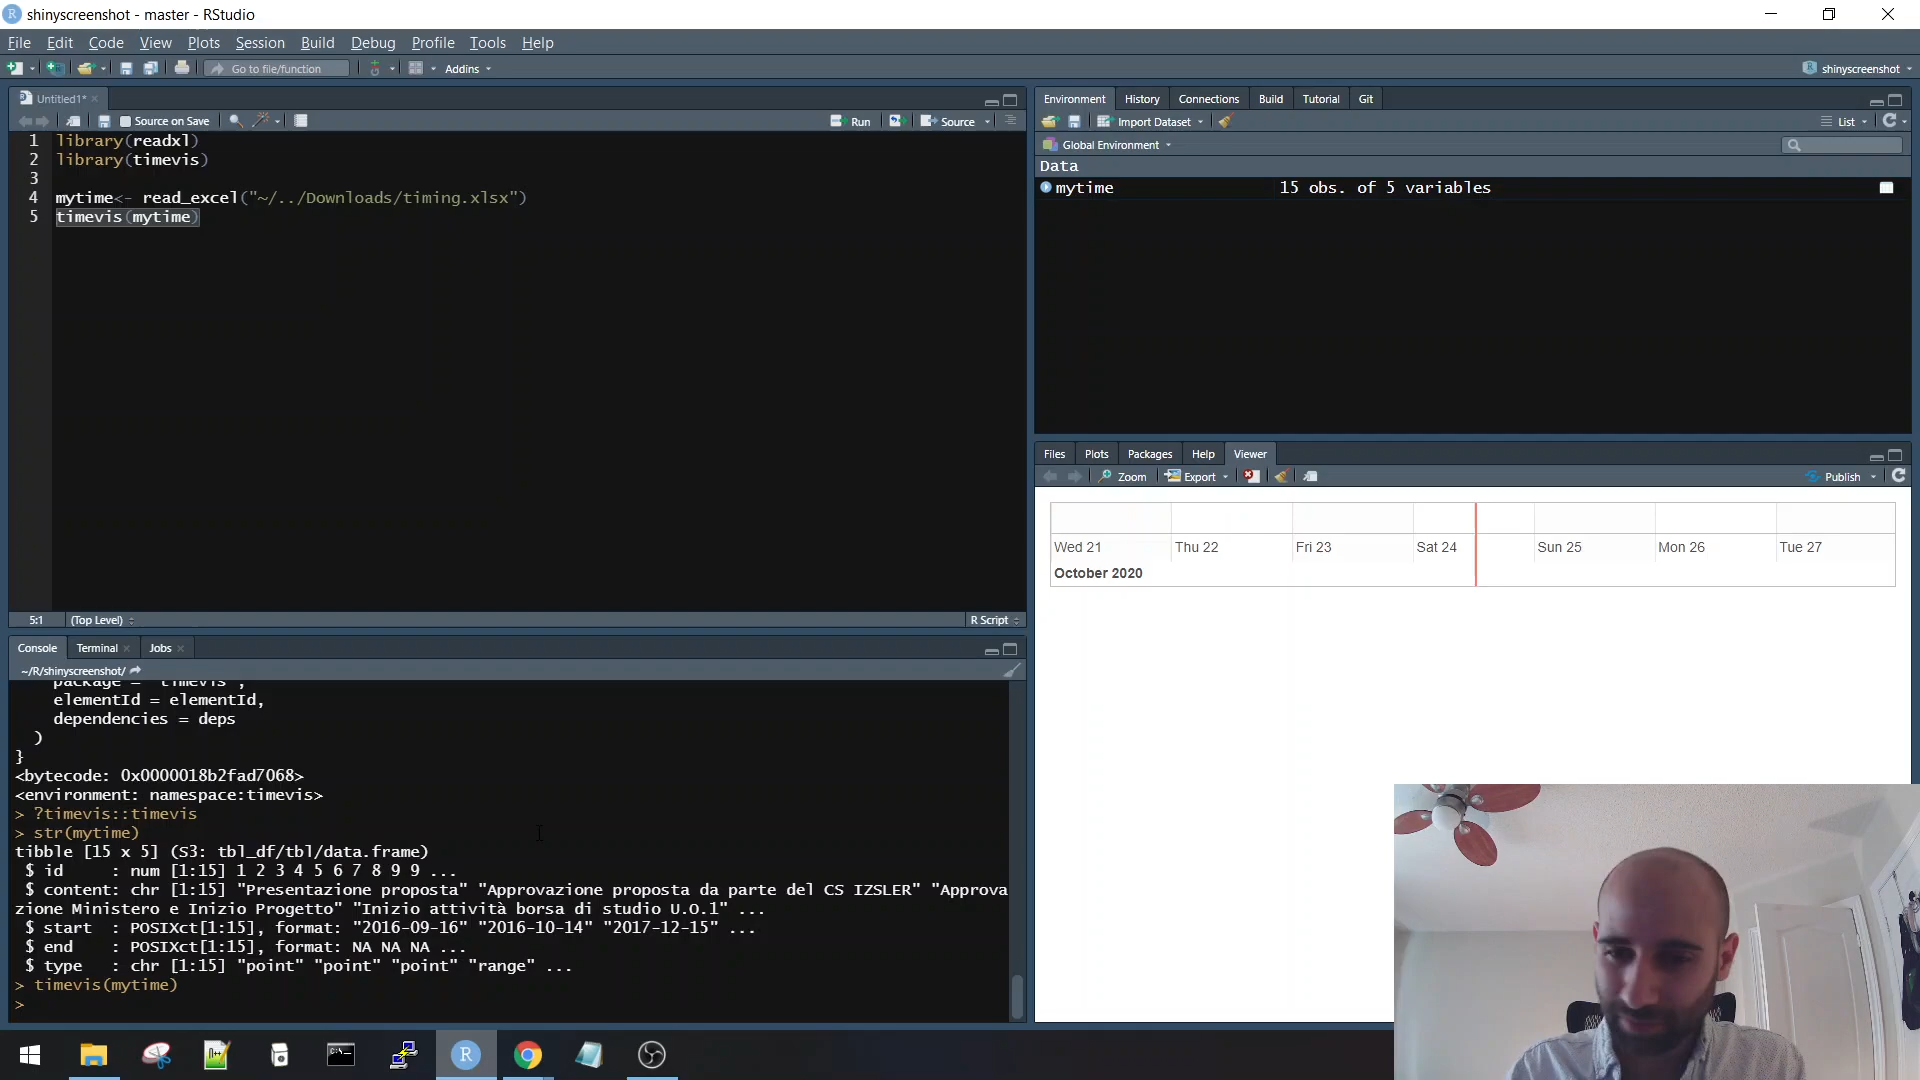 shinyscreenshot - master - RStudio
File Edit Code View Plots Session Build Debug Profile Tools Help
Go to file/function Addins shinyscreenshot
Untitled1*
Source on Save Run Source
1 library(readxl)
2 library(timevis)
3
4 mytime<- read_excel("~/../Downloads/timing.xlsx")
5 timevis(mytime)
5:1 (Top Level) R Script
Console Terminal Jobs
~/R/shinyscreenshot/
package = "timevis",
elementId = elementId,
dependencies = deps
)
}
<bytecode: 0x0000018b2fad7068>
<environment: namespace:timevis>
> ?timevis::timevis
> str(mytime)
tibble [15 x 5] (S3: tbl_df/tbl/data.frame)
$ id : num [1:15] 1 2 3 4 5 6 7 8 9 9 ...
$ content: chr [1:15] "Presentazione proposta" "Approvazione proposta da parte del CS IZSLER" "Approva
zione Ministero e Inizio Progetto" "Inizio attività borsa di studio U.O.1" ...
$ start : POSIXct[1:15], format: "2016-09-16" "2016-10-14" "2017-12-15" ...
$ end : POSIXct[1:15], format: NA NA NA ...
$ type : chr [1:15] "point" "point" "point" "range" ...
> timevis(mytime)
>
Environment History Connections Build Tutorial Git
Import Dataset List
Global Environment
Data
mytime 15 obs. of 5 variables
Files Plots Packages Help Viewer
Zoom Export Publish
Wed 21 Thu 22 Fri 23 Sat 24 Sun 25 Mon 26 Tue 27
October 2020